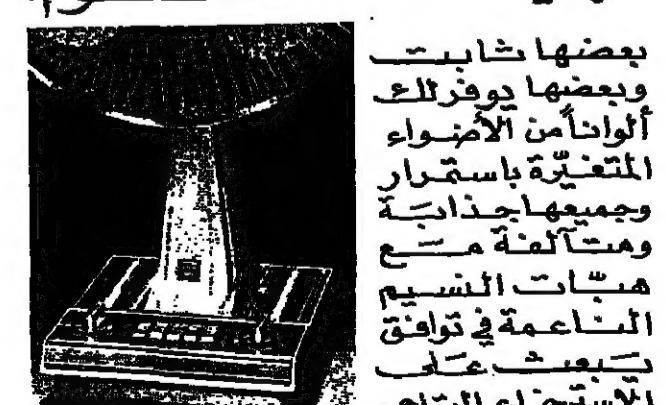 بعضها ثابت
وبعضها يوفر لك
ألواناً من الأضواء
المتغيّرة باستمرار
وجميعها جذابة
ومتآلفة مع
هبّات النسيم
الناعمة في توافق
يبعث على